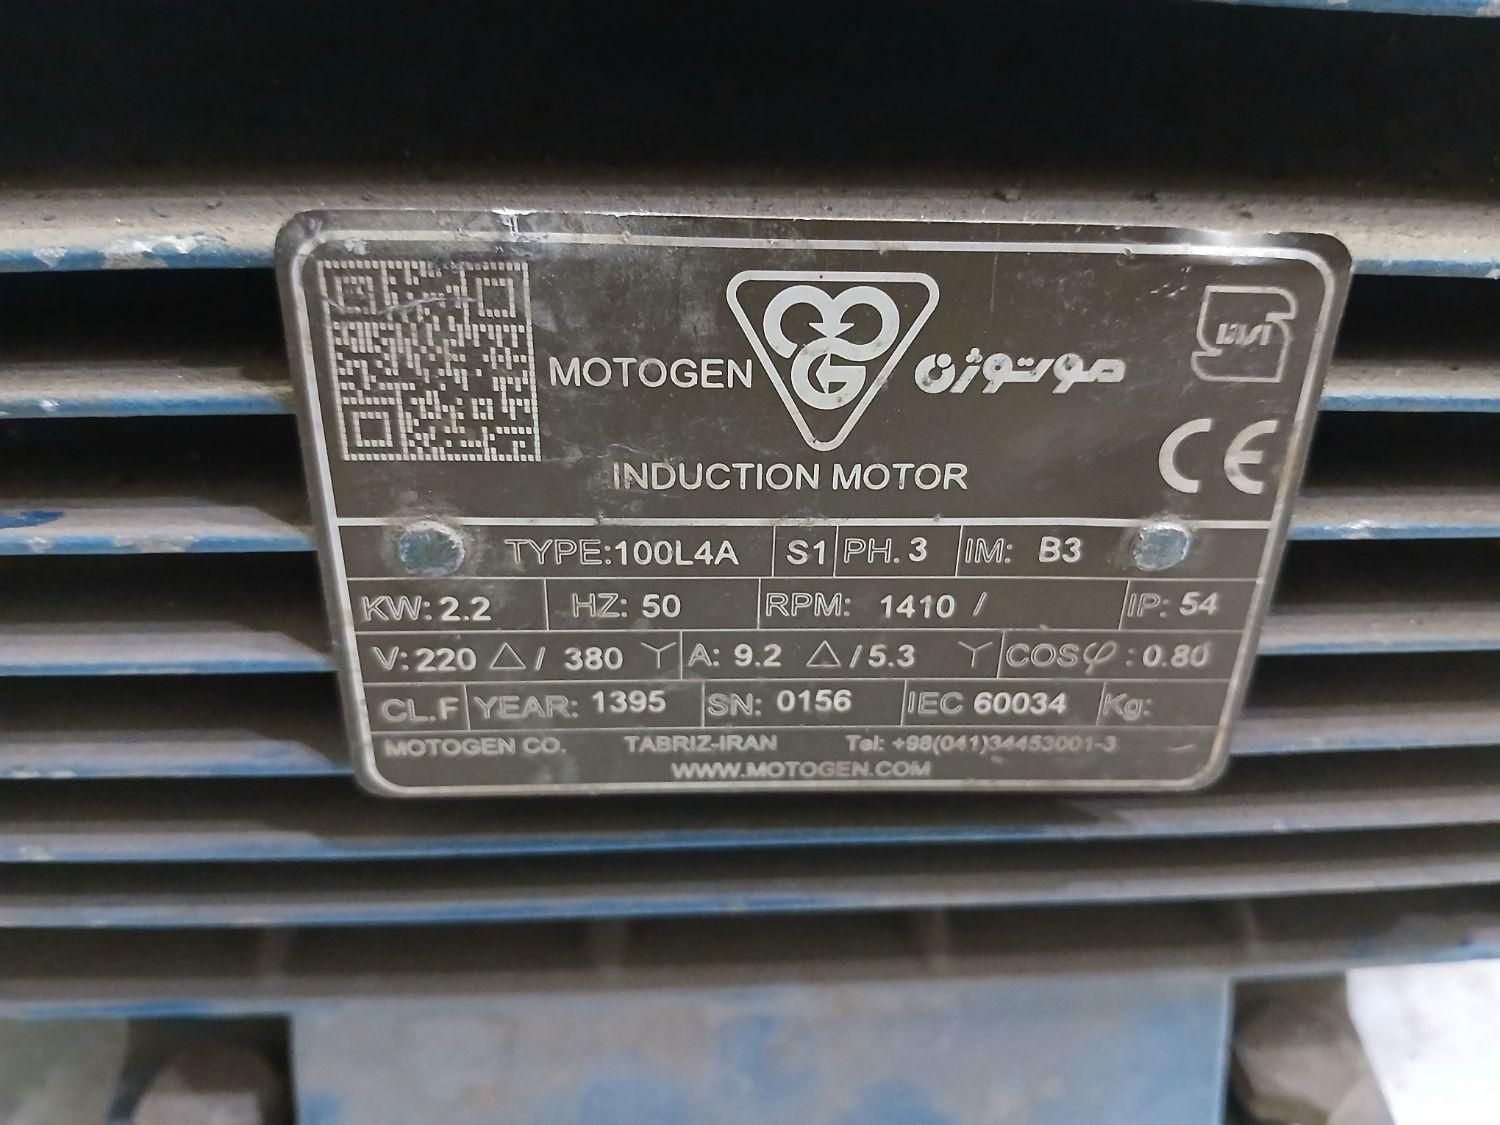 MOTOGEN موتوژن
INDUCTION MOTOR
CE
TYPE:100L4A S1 PH. 3 IM: B3
KW: 2.2 HZ: 50 RPM: 1410 / IP: 54
V: 220 △ / 380 Y A: 9.2 △ / 5.3 Y COSφ : 0.80
CL.F YEAR: 1395 SN: 0156 IEC 60034 Kg:
MOTOGEN CO. TABRIZ-IRAN Tel: +98(041)34453001-3
WWW.MOTOGEN.COM